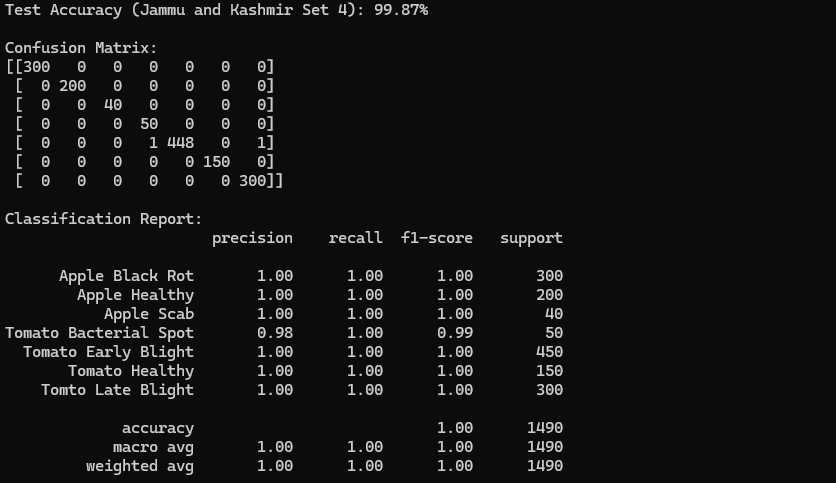 Test Accuracy (Jammu and Kashmir Set 4): 99.87%
Confusion Matrix:
[[300   0   0   0   0   0   0]
 [  0 200   0   0   0   0   0]
 [  0   0  40   0   0   0   0]
 [  0   0   0  50   0   0   0]
 [  0   0   0   1 448   0   1]
 [  0   0   0   0   0 150   0]
 [  0   0   0   0   0   0 300]]
Classification Report:
                       precision    recall  f1-score   support
      Apple Black Rot       1.00      1.00      1.00       300
        Apple Healthy       1.00      1.00      1.00       200
           Apple Scab       1.00      1.00      1.00        40
Tomato Bacterial Spot       0.98      1.00      0.99        50
  Tomato Early Blight       1.00      1.00      1.00       450
       Tomato Healthy       1.00      1.00      1.00       150
    Tomto Late Blight       1.00      1.00      1.00       300
             accuracy                           1.00      1490
            macro avg       1.00      1.00      1.00      1490
         weighted avg       1.00      1.00      1.00      1490